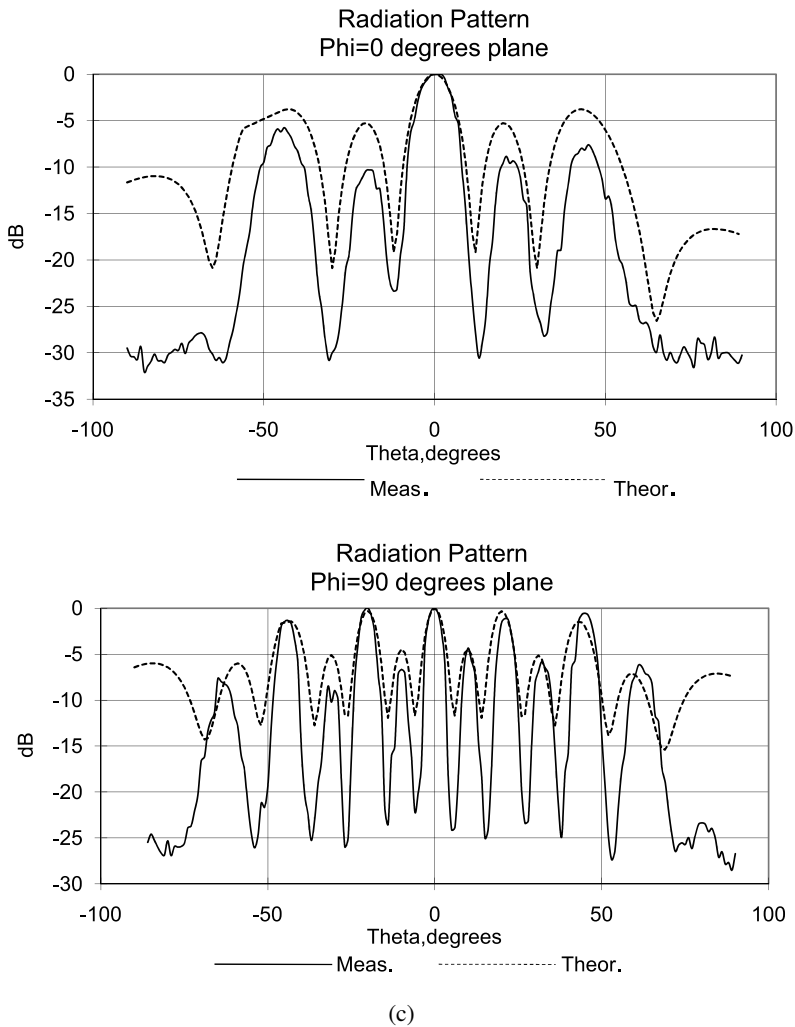 Radiation Pattern
Phi=0 degrees plane
0
-5
-10
-15
-20
-25
-30
-35
dB
-100 -50 0 50 100
Theta,degrees
Meas. Theor.
Radiation Pattern
Phi=90 degrees plane
0
-5
-10
-15
-20
-25
-30
dB
-100 -50 0 50 100
Theta,degrees
Meas. Theor.
(c)